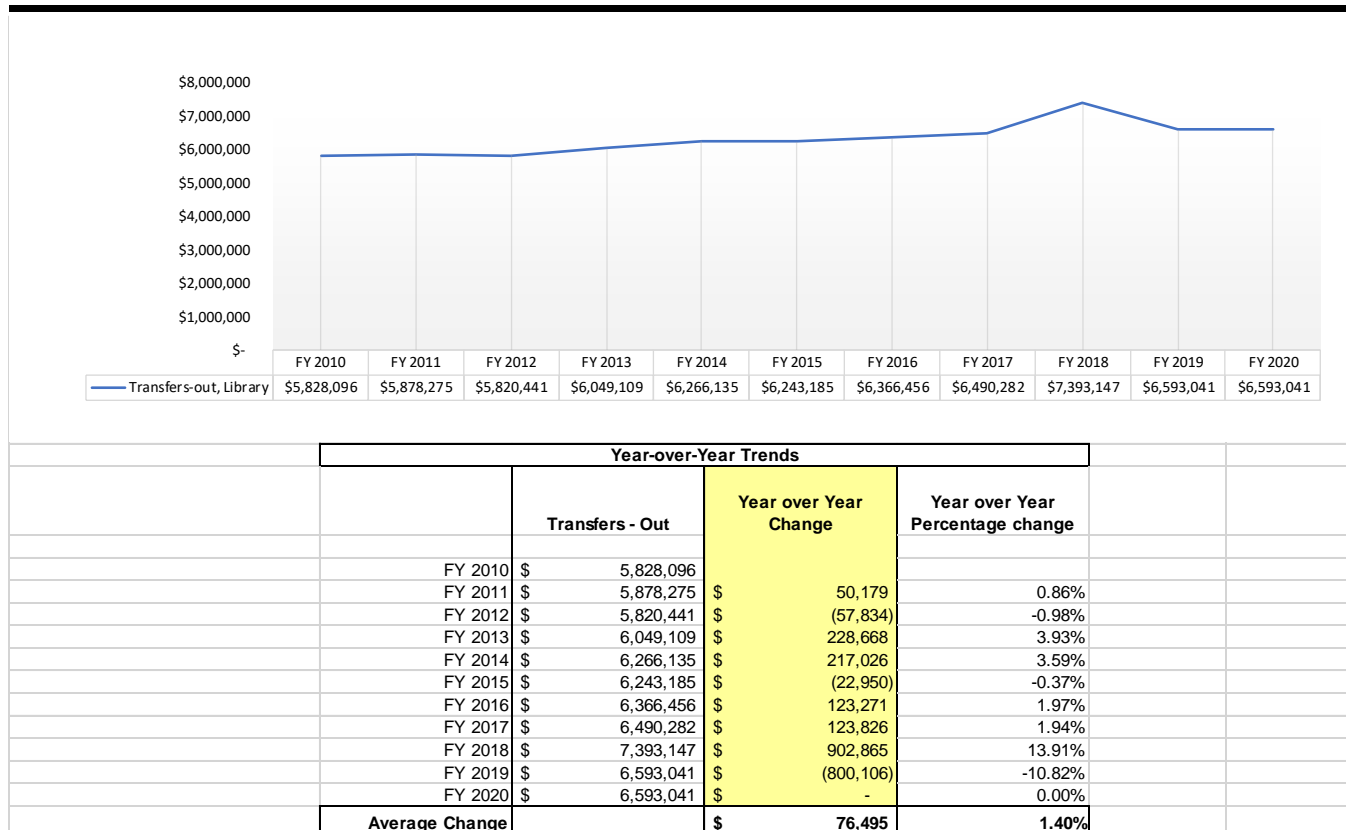 $8,000,000
$7,000,000
$6,000,000
$5,000,000
$4,000,000
$3,000,000
$2,000,000
$1,000,000
$-
FY 2010 FY 2011 FY 2012 FY 2013 FY 2014 FY 2015 FY 2016 FY 2017 FY 2018 FY 2019 FY 2020
Transfers-out, Library $5,828,096 $5,878,275 $5,820,441 $6,049,109 $6,266,135 $6,243,185 $6,366,456 $6,490,282 $7,393,147 $6,593,041 $6,593,041
Year-over-Year Trends
Transfers - Out Year over Year Change Year over Year Percentage change
FY 2010 $ 5,828,096
FY 2011 $ 5,878,275 $ 50,179 0.86%
FY 2012 $ 5,820,441 $ (57,834) -0.98%
FY 2013 $ 6,049,109 $ 228,668 3.93%
FY 2014 $ 6,266,135 $ 217,026 3.59%
FY 2015 $ 6,243,185 $ (22,950) -0.37%
FY 2016 $ 6,366,456 $ 123,271 1.97%
FY 2017 $ 6,490,282 $ 123,826 1.94%
FY 2018 $ 7,393,147 $ 902,865 13.91%
FY 2019 $ 6,593,041 $ (800,106) -10.82%
FY 2020 $ 6,593,041 $ - 0.00%
Average Change $ 76,495 1.40%